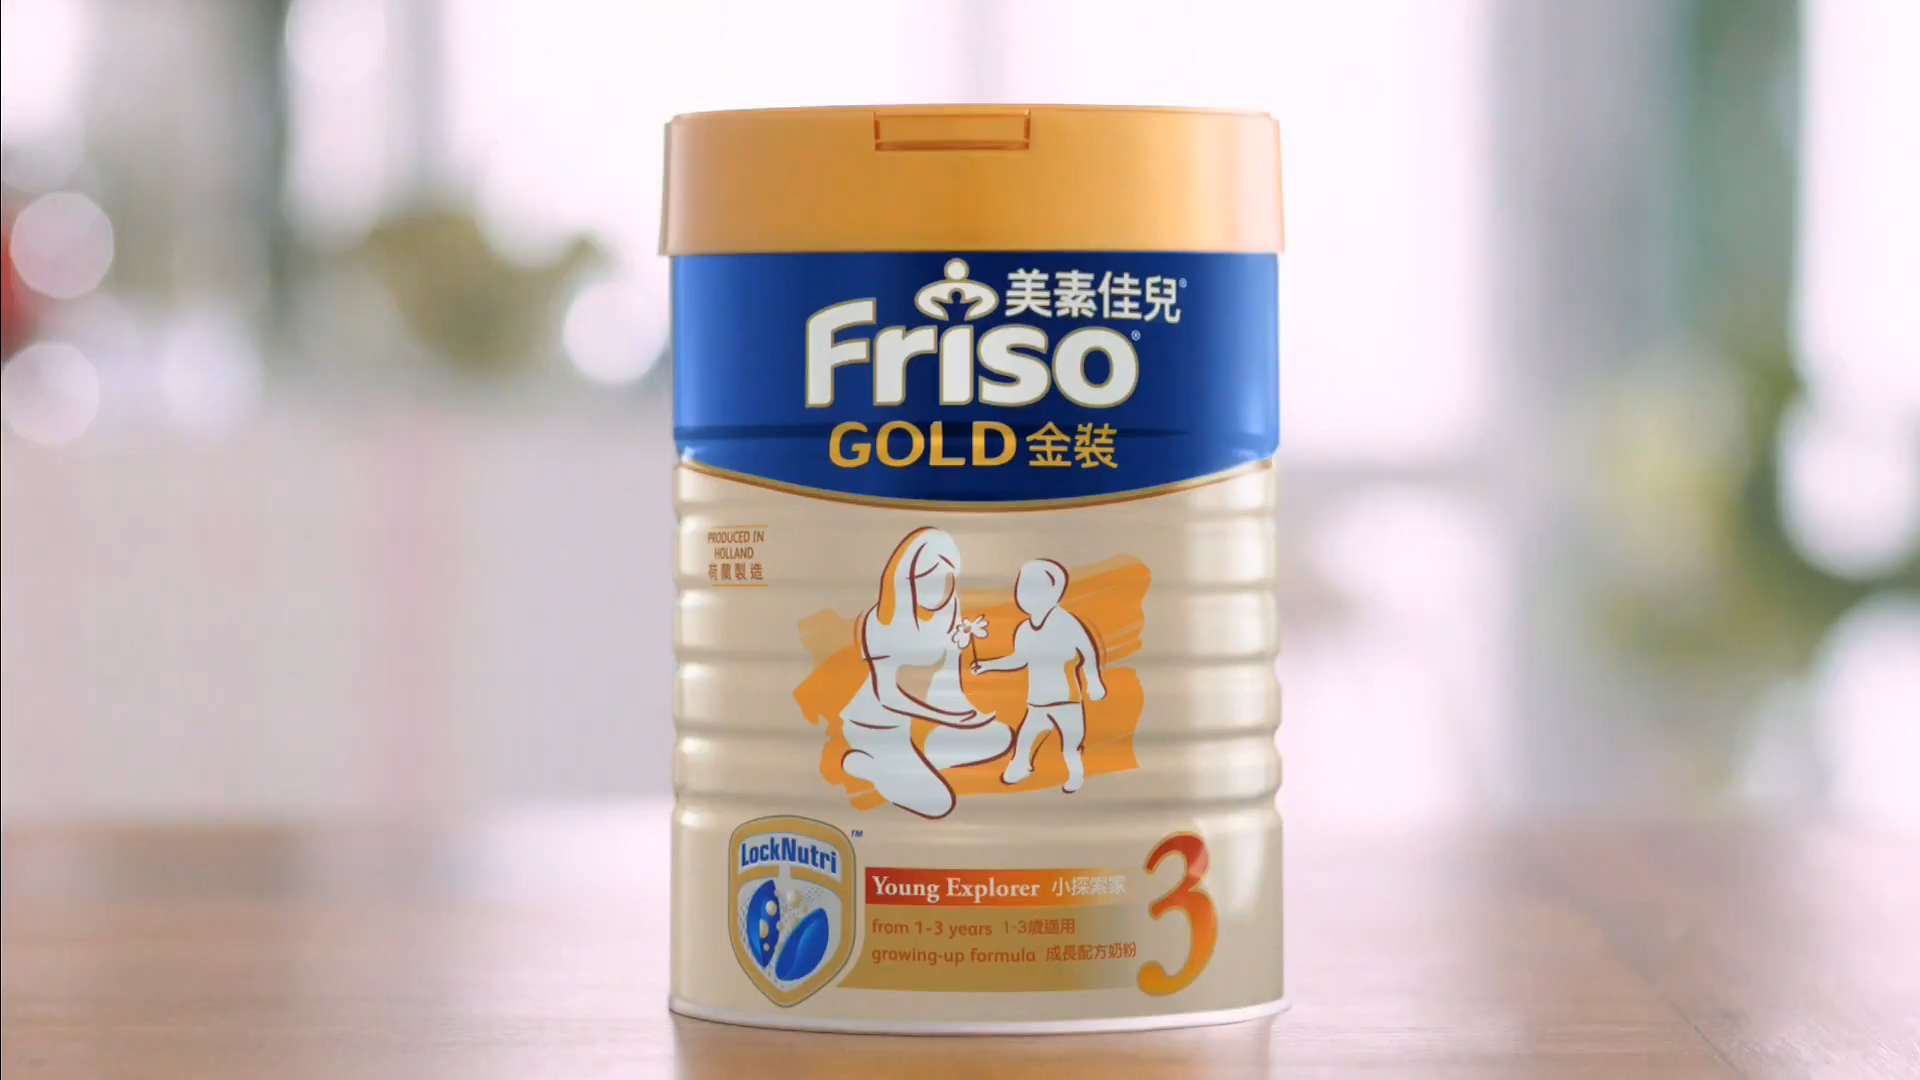 美素佳兒®
Friso®
GOLD 金裝
PRODUCED IN
HOLLAND
荷蘭製造
LockNutri™
Young Explorer 小探索家
from 1-3 years 1-3歲適用
growing-up formula 成長配方奶粉
3